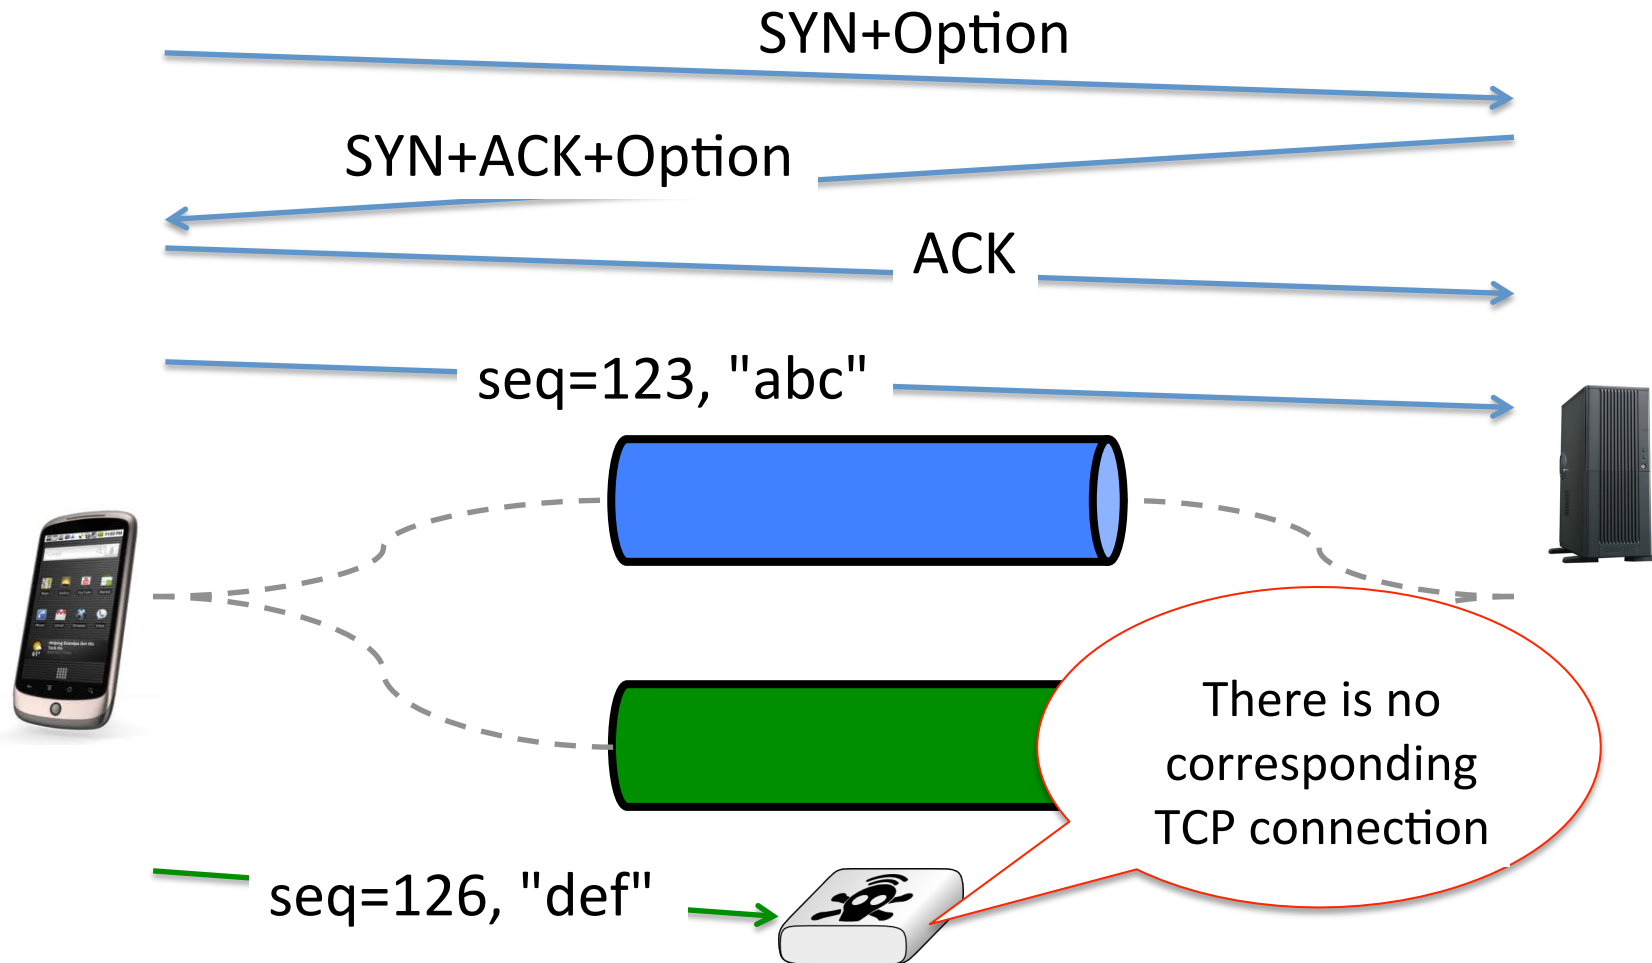 SYN+Option
SYN+ACK+Option
ACK
seq=123, "abc"
There is no
corresponding
TCP connection
seq=126, "def"